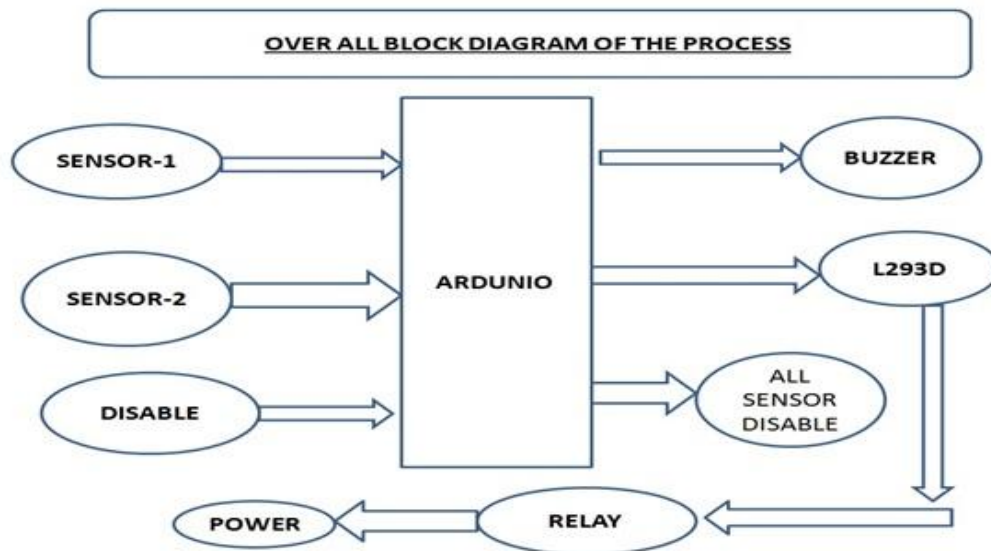 OVER ALL BLOCK DIAGRAM OF THE PROCESS
SENSOR-1
BUZZER
SENSOR-2
ARDUNIO
L293D
DISABLE
ALL
SENSOR
DISABLE
POWER
RELAY